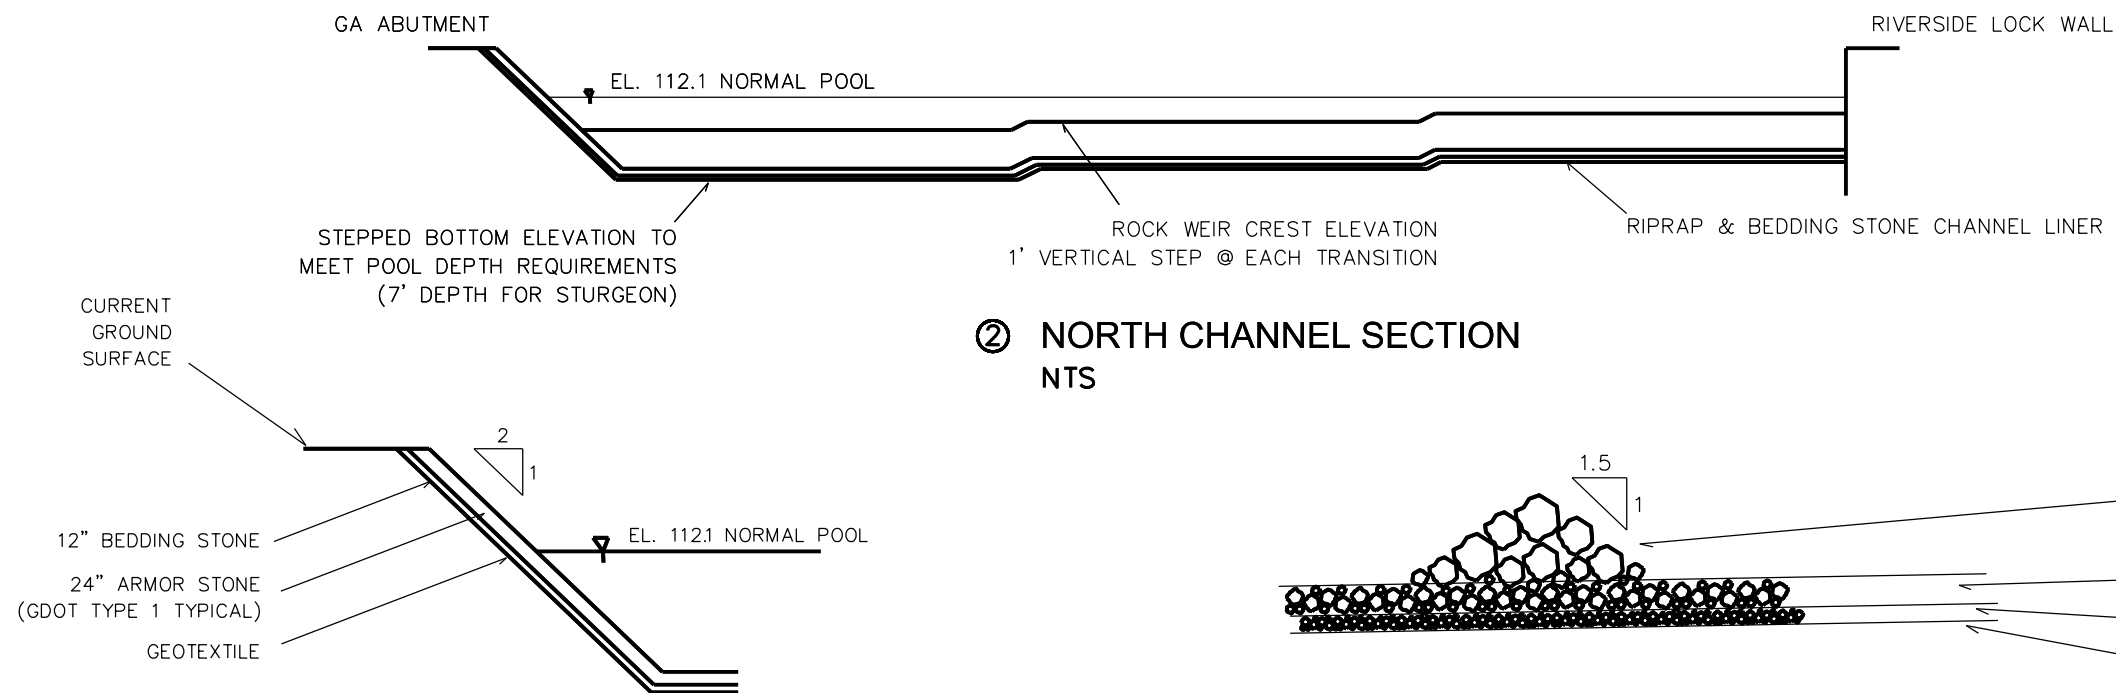 GA ABUTMENT
RIVERSIDE LOCK WALL
EL. 112.1 NORMAL POOL
STEPPED BOTTOM ELEVATION TO
MEET POOL DEPTH REQUIREMENTS
(7' DEPTH FOR STURGEON)
ROCK WEIR CREST ELEVATION
1' VERTICAL STEP @ EACH TRANSITION
RIPRAP & BEDDING STONE CHANNEL LINER
2 NORTH CHANNEL SECTION
NTS
CURRENT
GROUND
SURFACE
2
1
12" BEDDING STONE
24" ARMOR STONE
(GDOT TYPE 1 TYPICAL)
GEOTEXTILE
EL. 112.1 NORMAL POOL
1.5
1